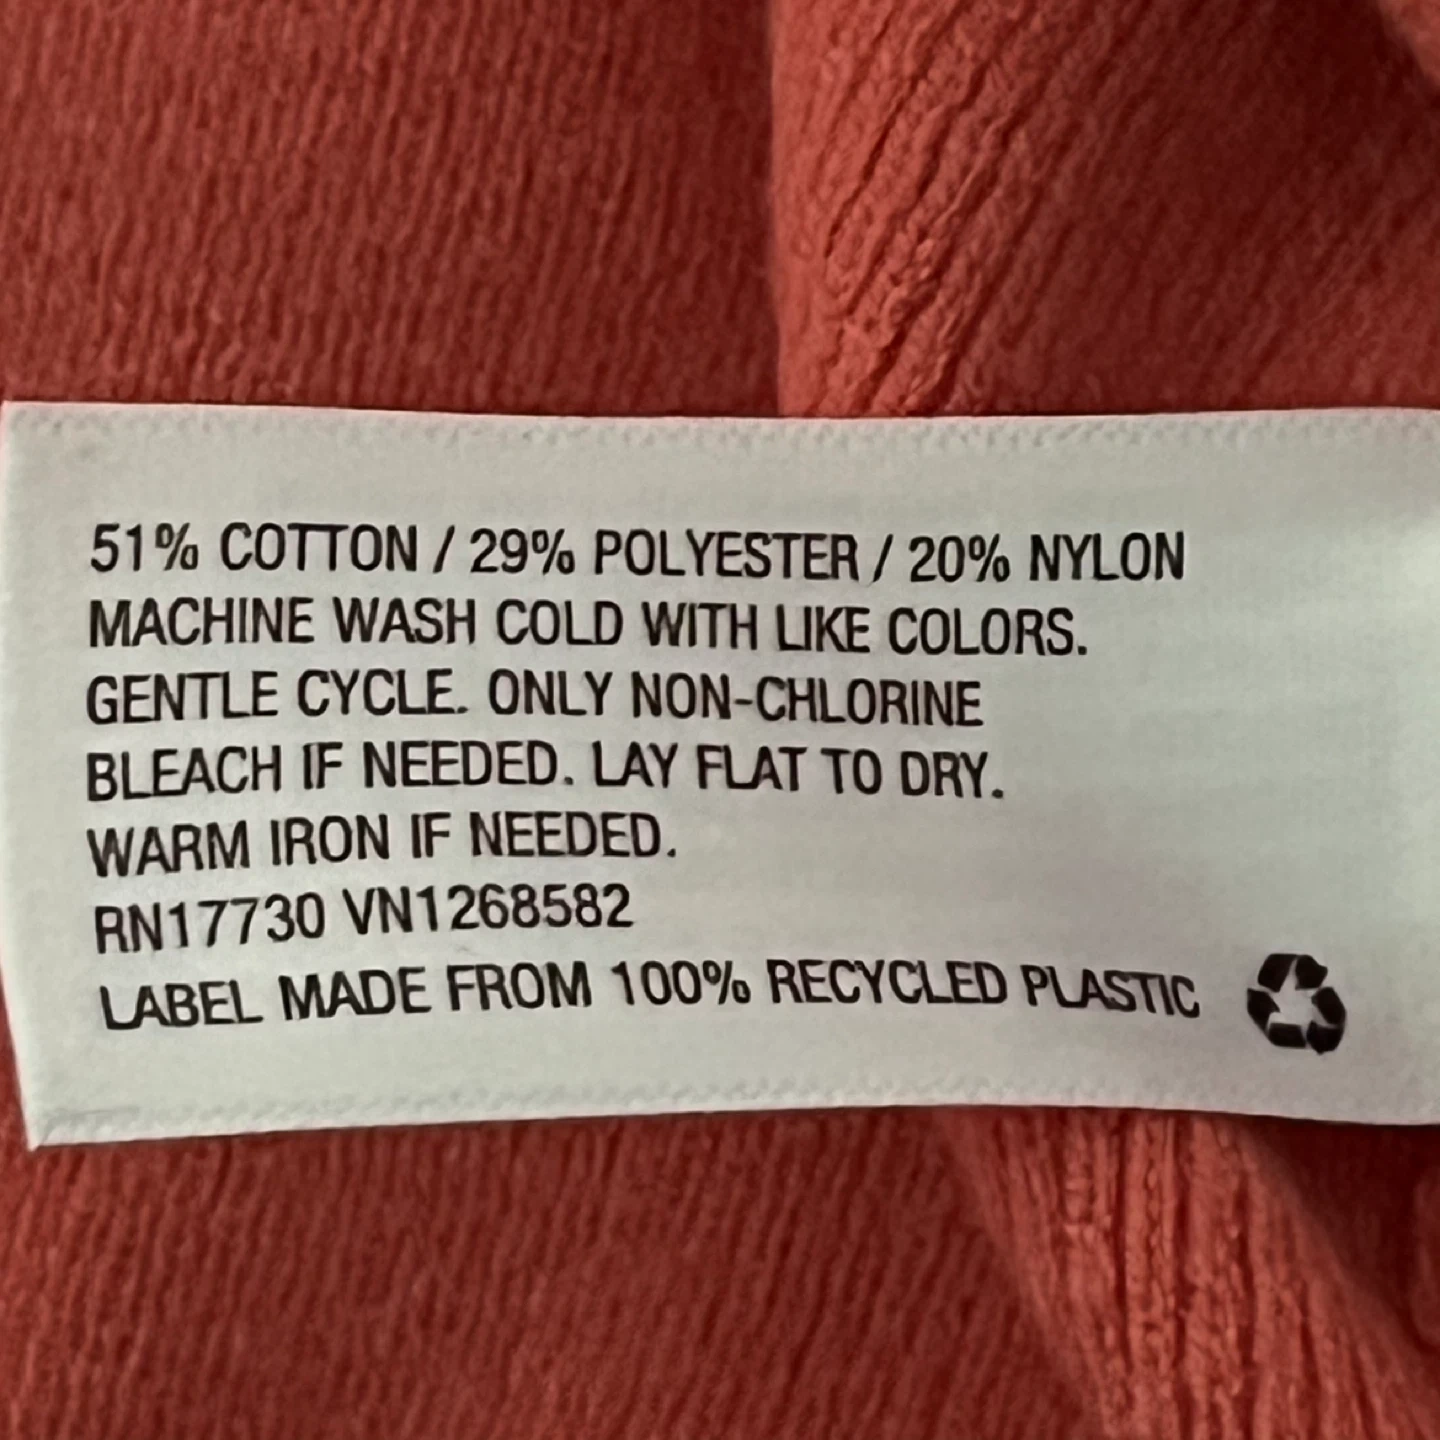 51% COTTON / 29% POLYESTER / 20% NYLON
MACHINE WASH COLD WITH LIKE COLORS.
GENTLE CYCLE. ONLY NON-CHLORINE
BLEACH IF NEEDED. LAY FLAT TO DRY.
WARM IRON IF NEEDED.
RN17730 VN1268582
LABEL MADE FROM 100% RECYCLED PLASTIC